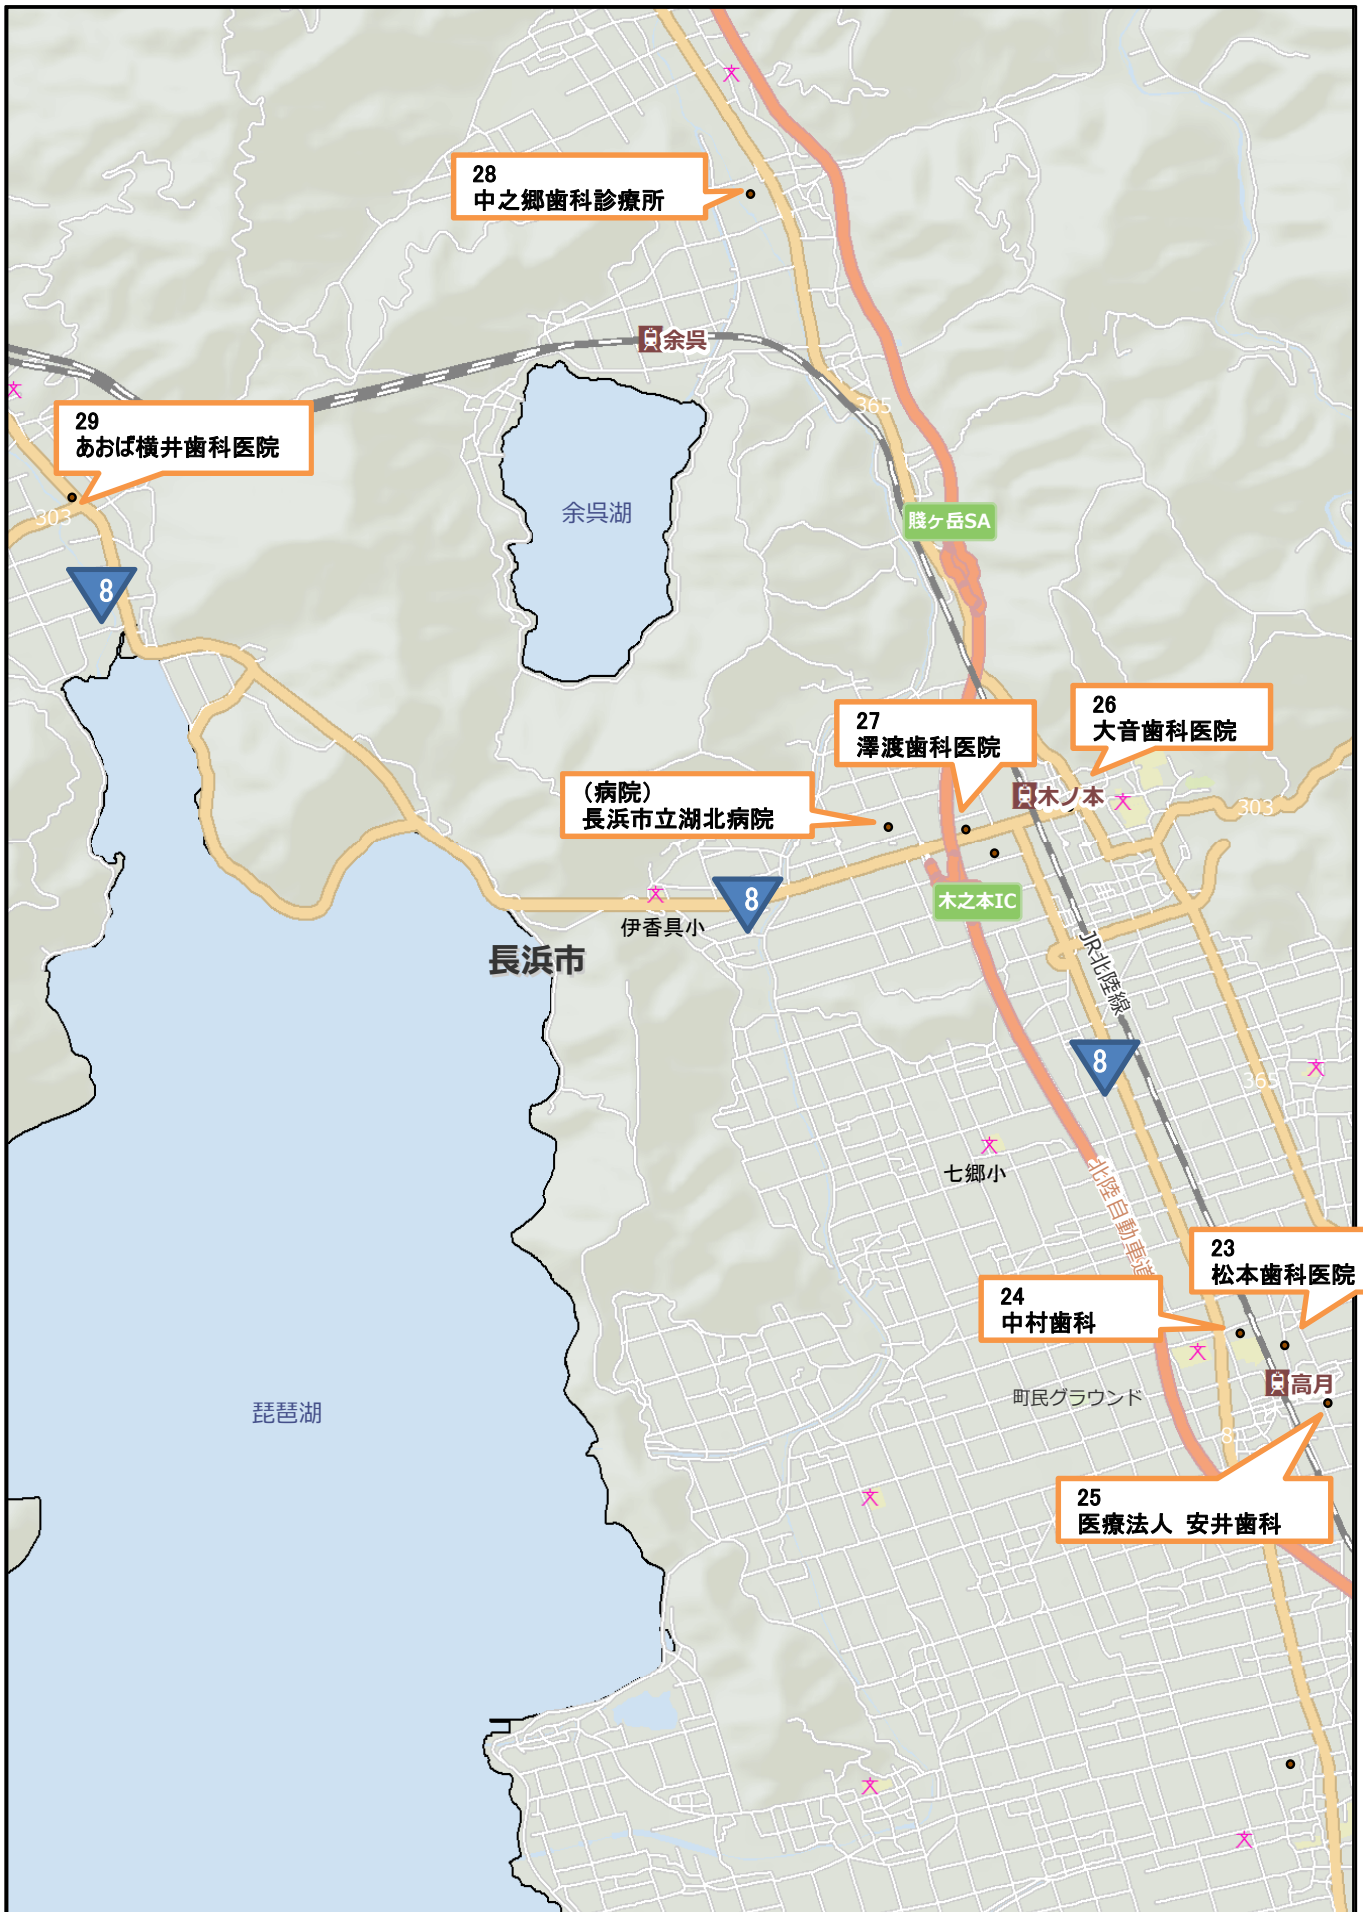 28
中之郷歯科診療所
余呉
365
29
あおば横井歯科医院
303
余呉湖
賤ヶ岳SA
8
26
大音歯科医院
27
澤渡歯科医院
(病院)
長浜市立湖北病院
木ノ本
303
8
木之本IC
伊香具小
長浜市
JR北陸線
8
365
七郷小
北陸自動車道
23
松本歯科医院
24
中村歯科
高月
町民グラウンド
琵琶湖
8
25
医療法人 安井歯科